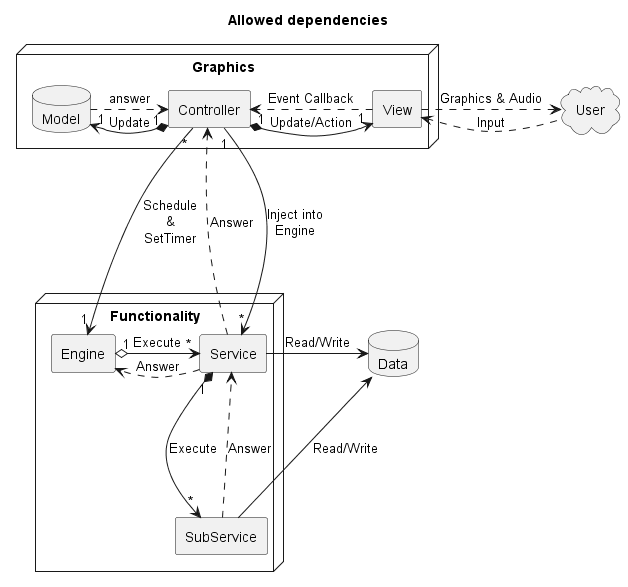 Allowed dependencies
Graphics
answer
Event Callback
Graphics & Audio
Model
Controller
View
User
1 Update 1
1 Update/Action 1
Input
* 1
Schedule
&
SetTimer
Answer
Inject into
Engine
1 *
Functionality
1 Execute *
Read/Write
Engine
Service
Data
Answer
1
Execute
Answer
Read/Write
*
SubService